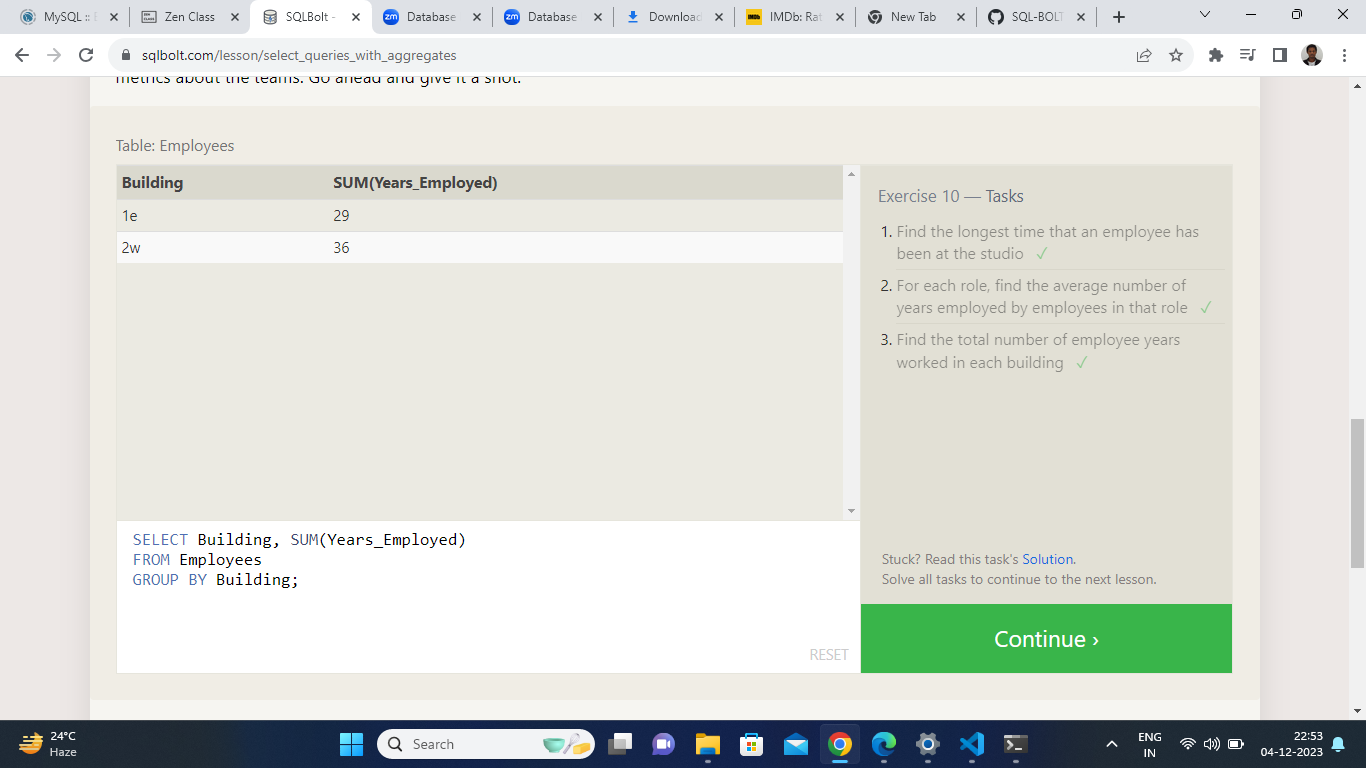 MySQL :: E
Zen Class
SQLBolt -
Database
Database
Download
IMDb: Rat
New Tab
SQL-BOLT
sqlbolt.com/lesson/select_queries_with_aggregates
metrics about the teams. Go ahead and give it a shot.
Table: Employees
Building SUM(Years_Employed)
1e 29
2w 36
Exercise 10 — Tasks
1. Find the longest time that an employee has
been at the studio ✓
2. For each role, find the average number of
years employed by employees in that role ✓
3. Find the total number of employee years
worked in each building ✓
SELECT Building, SUM(Years_Employed)
FROM Employees
GROUP BY Building;
RESET
Stuck? Read this task's Solution.
Solve all tasks to continue to the next lesson.
Continue ›
24°C
Haze
Search
ENG
IN
22:53
04-12-2023